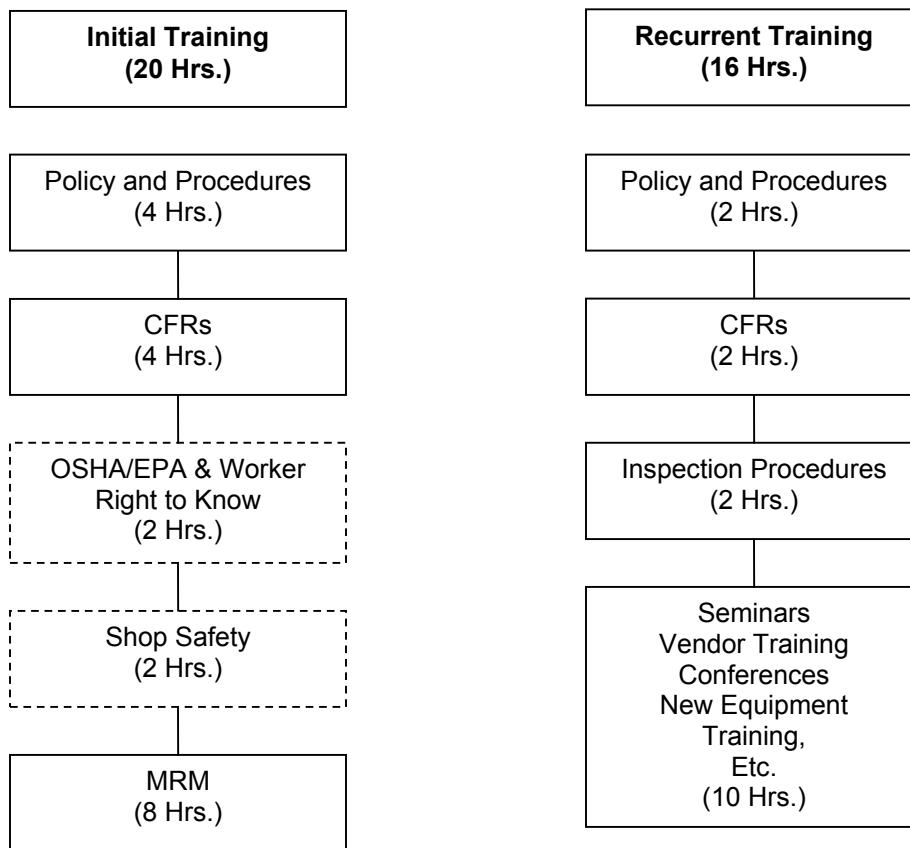 Initial Training
(20 Hrs.)
Policy and Procedures
(4 Hrs.)
CFRs
(4 Hrs.)
OSHA/EPA & Worker
Right to Know
(2 Hrs.)
Shop Safety
(2 Hrs.)
MRM
(8 Hrs.)
Recurrent Training
(16 Hrs.)
Policy and Procedures
(2 Hrs.)
CFRs
(2 Hrs.)
Inspection Procedures
(2 Hrs.)
Seminars
Vendor Training
Conferences
New Equipment
Training,
Etc.
(10 Hrs.)